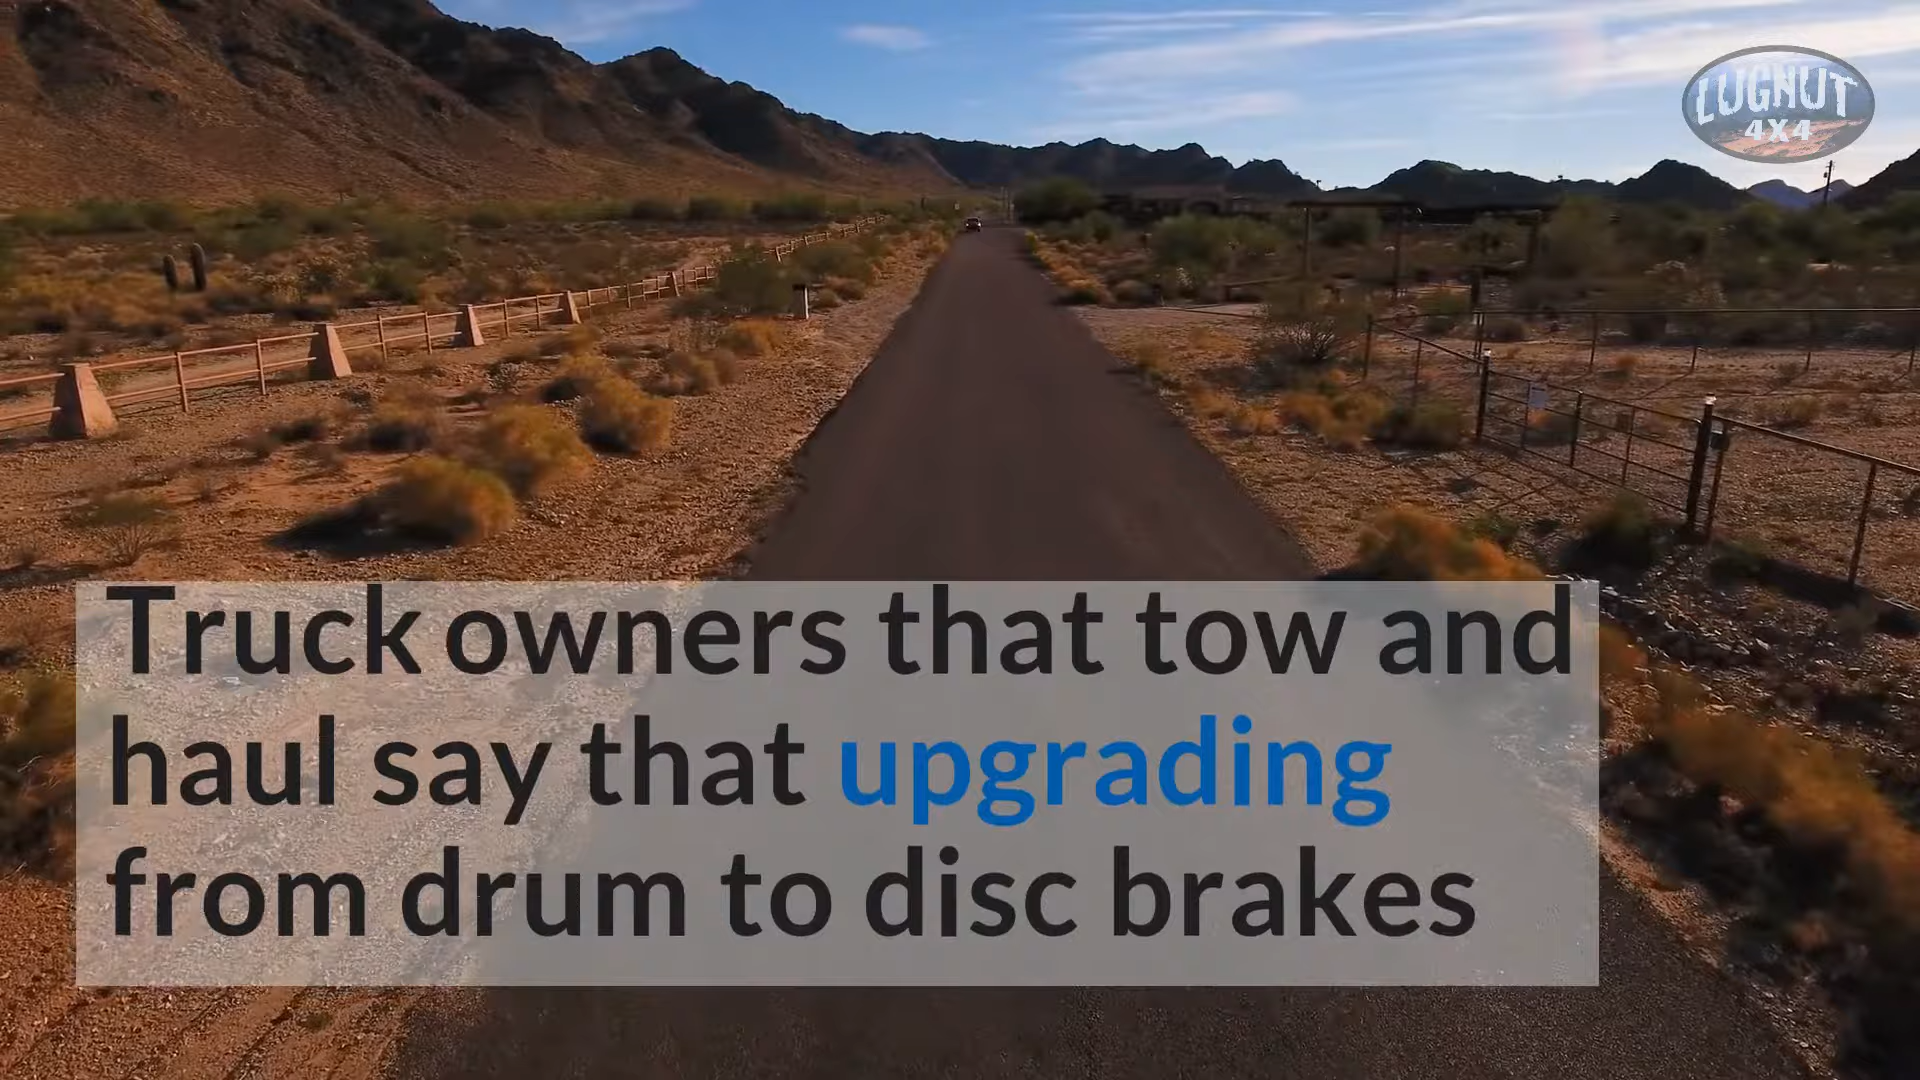 LUGNUT
4X4
Truck owners that tow and
haul say that upgrading
from drum to disc brakes